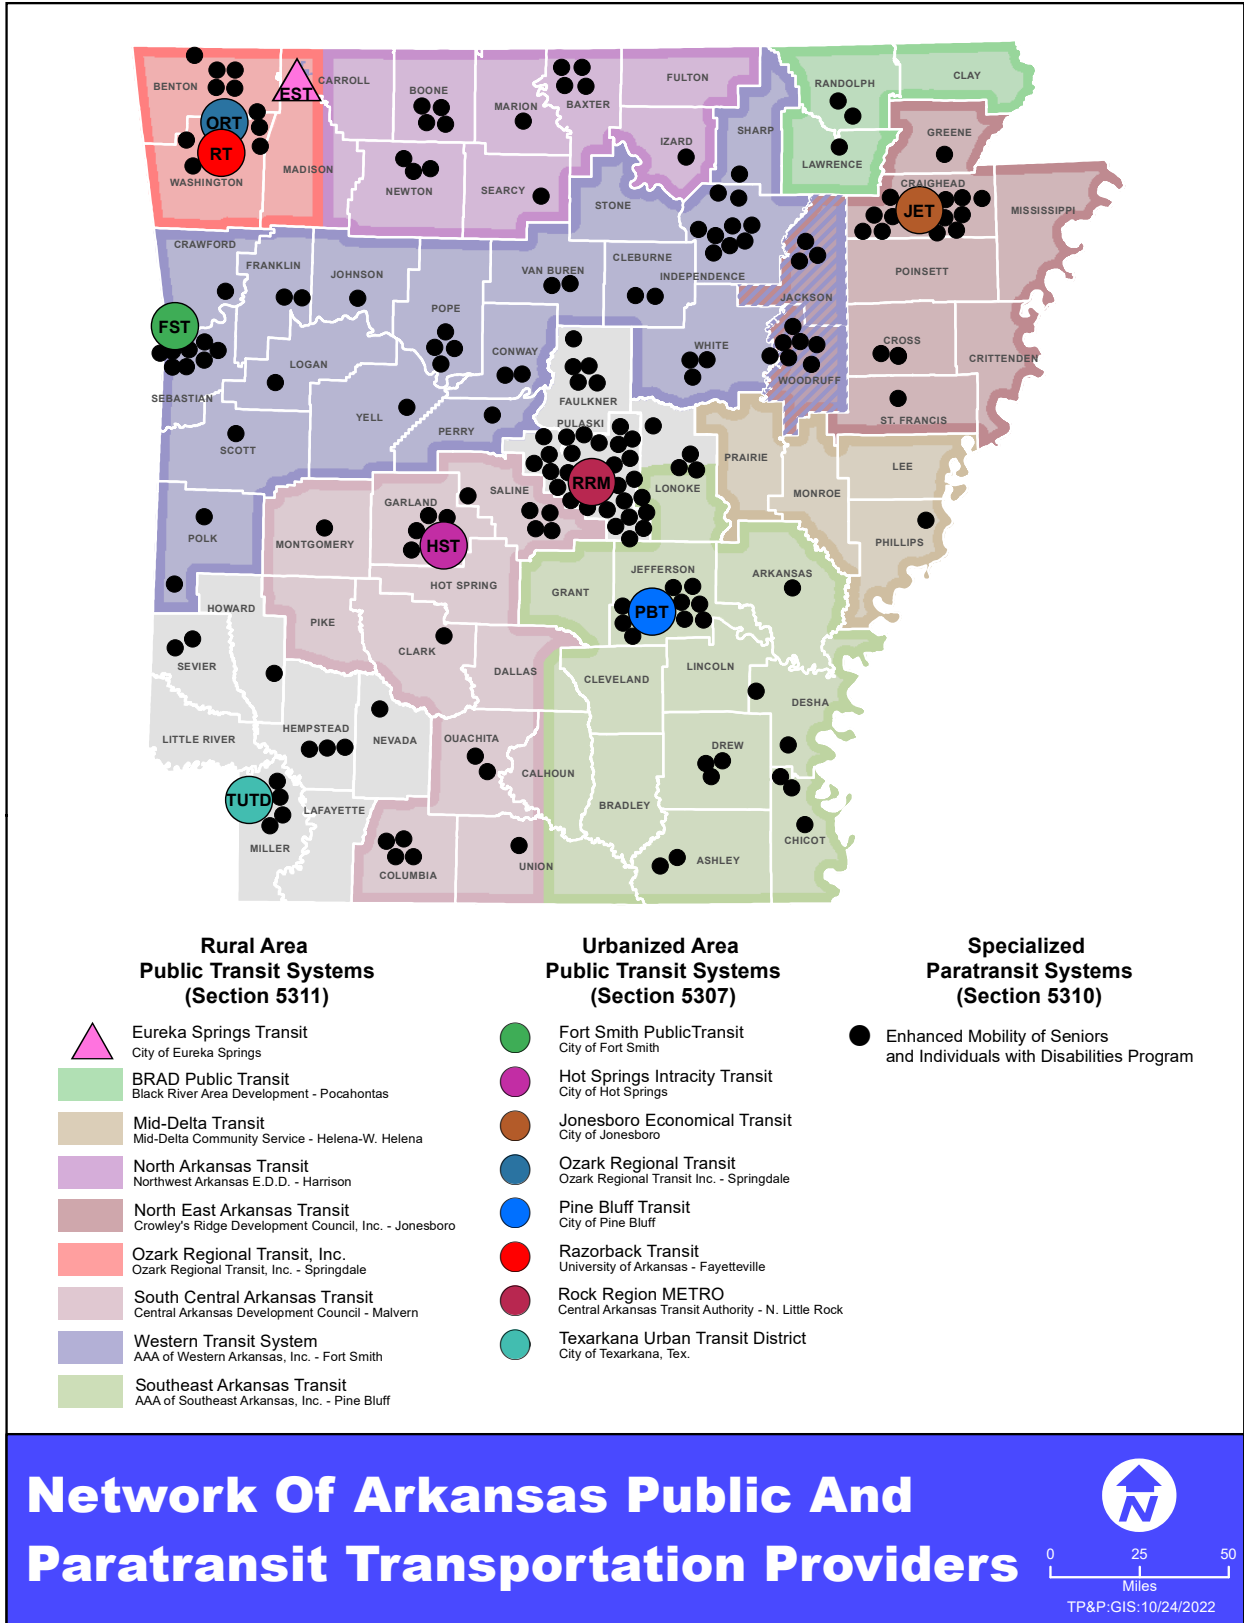 BENTON
EST
CARROLL
BOONE
MARION
BAXTER
FULTON
RANDOLPH
CLAY
ORT
RT
WASHINGTON
MADISON
NEWTON
SEARCY
IZARD
SHARP
LAWRENCE
GREENE
STONE
CRAIGHEAD
JET
MISSISSIPPI
CRAWFORD
FRANKLIN
JOHNSON
VAN BUREN
CLEBURNE
INDEPENDENCE
JACKSON
POINSETT
POPE
FST
LOGAN
CONWAY
WHITE
CROSS
CRITTENDEN
WOODRUFF
SEBASTIAN
YELL
FAULKNER
PULASKI
ST. FRANCIS
PERRY
SCOTT
PRAIRIE
LEE
RRM
LONOKE
SALINE
MONROE
GARLAND
POLK
MONTGOMERY
HST
PHILLIPS
HOT SPRING
JEFFERSON
ARKANSAS
GRANT
PBT
HOWARD
PIKE
CLARK
SEVIER
DALLAS
CLEVELAND
LINCOLN
DESHA
LITTLE RIVER
HEMPSTEAD
NEVADA
OUACHITA
DREW
CALHOUN
TUTD
LAFAYETTE
BRADLEY
MILLER
CHICOT
COLUMBIA
UNION
ASHLEY
Rural Area
Public Transit Systems
(Section 5311)
Eureka Springs Transit
City of Eureka Springs
BRAD Public Transit
Black River Area Development - Pocahontas
Mid-Delta Transit
Mid-Delta Community Service - Helena-W. Helena
North Arkansas Transit
Northwest Arkansas E.D.D. - Harrison
North East Arkansas Transit
Crowley's Ridge Development Council, Inc. - Jonesboro
Ozark Regional Transit, Inc.
Ozark Regional Transit, Inc. - Springdale
South Central Arkansas Transit
Central Arkansas Development Council - Malvern
Western Transit System
AAA of Western Arkansas, Inc. - Fort Smith
Southeast Arkansas Transit
AAA of Southeast Arkansas, Inc. - Pine Bluff
Urbanized Area
Public Transit Systems
(Section 5307)
Fort Smith PublicTransit
City of Fort Smith
Hot Springs Intracity Transit
City of Hot Springs
Jonesboro Economical Transit
City of Jonesboro
Ozark Regional Transit
Ozark Regional Transit Inc. - Springdale
Pine Bluff Transit
City of Pine Bluff
Razorback Transit
University of Arkansas - Fayetteville
Rock Region METRO
Central Arkansas Transit Authority - N. Little Rock
Texarkana Urban Transit District
City of Texarkana, Tex.
Specialized
Paratransit Systems
(Section 5310)
Enhanced Mobility of Seniors
and Individuals with Disabilities Program
Network Of Arkansas Public And
Paratransit Transportation Providers
N
0 25 50
Miles
TP&P:GIS:10/24/2022